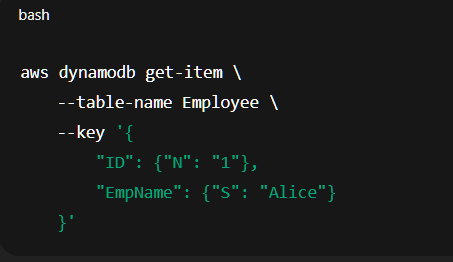 bash
aws dynamodb get-item \
    --table-name Employee \
    --key '{
        "ID": {"N": "1"},
        "EmpName": {"S": "Alice"}
    }'